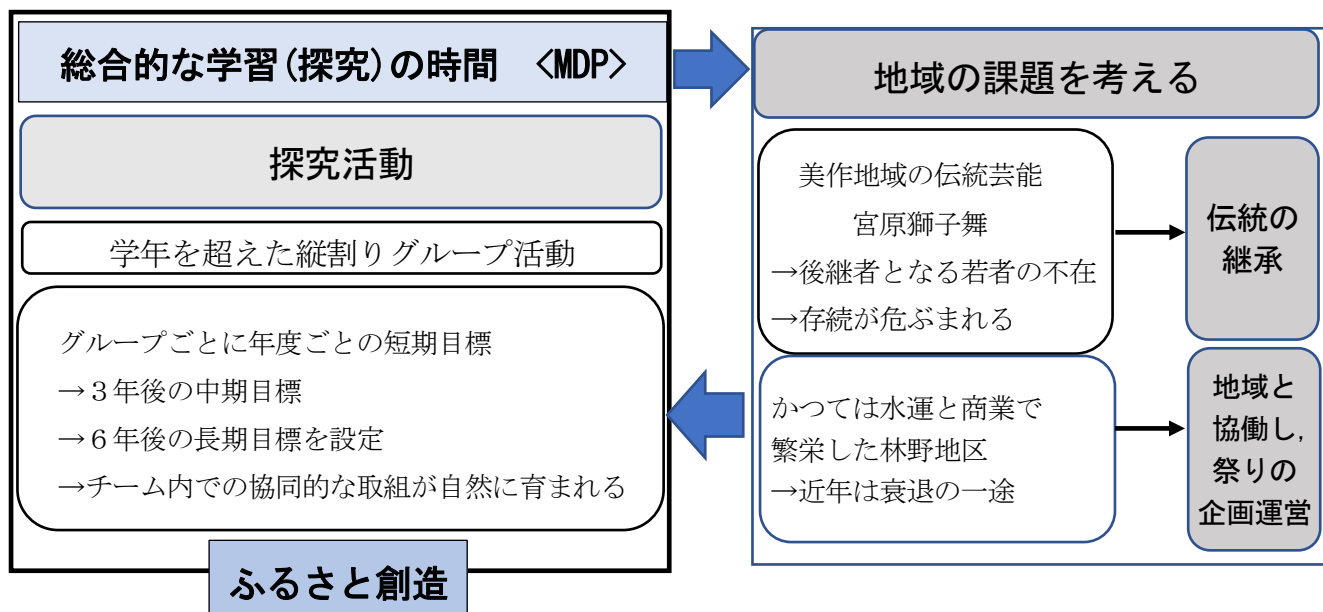 総合的な学習(探究)の時間 <MDP>
探究活動
学年を超えた縦割りグループ活動
グループごとに年度ごとの短期目標
→3年後の中期目標
→6年後の長期目標を設定
→チーム内での協同的な取組が自然に育まれる
ふるさと創造
地域の課題を考える
美作地域の伝統芸能
宮原獅子舞
→後継者となる若者の不在
→存続が危ぶまれる
伝統の
継承
かつては水運と商業で
繁栄した林野地区
→近年は衰退の一途
地域と
協働し,
祭りの
企画運営